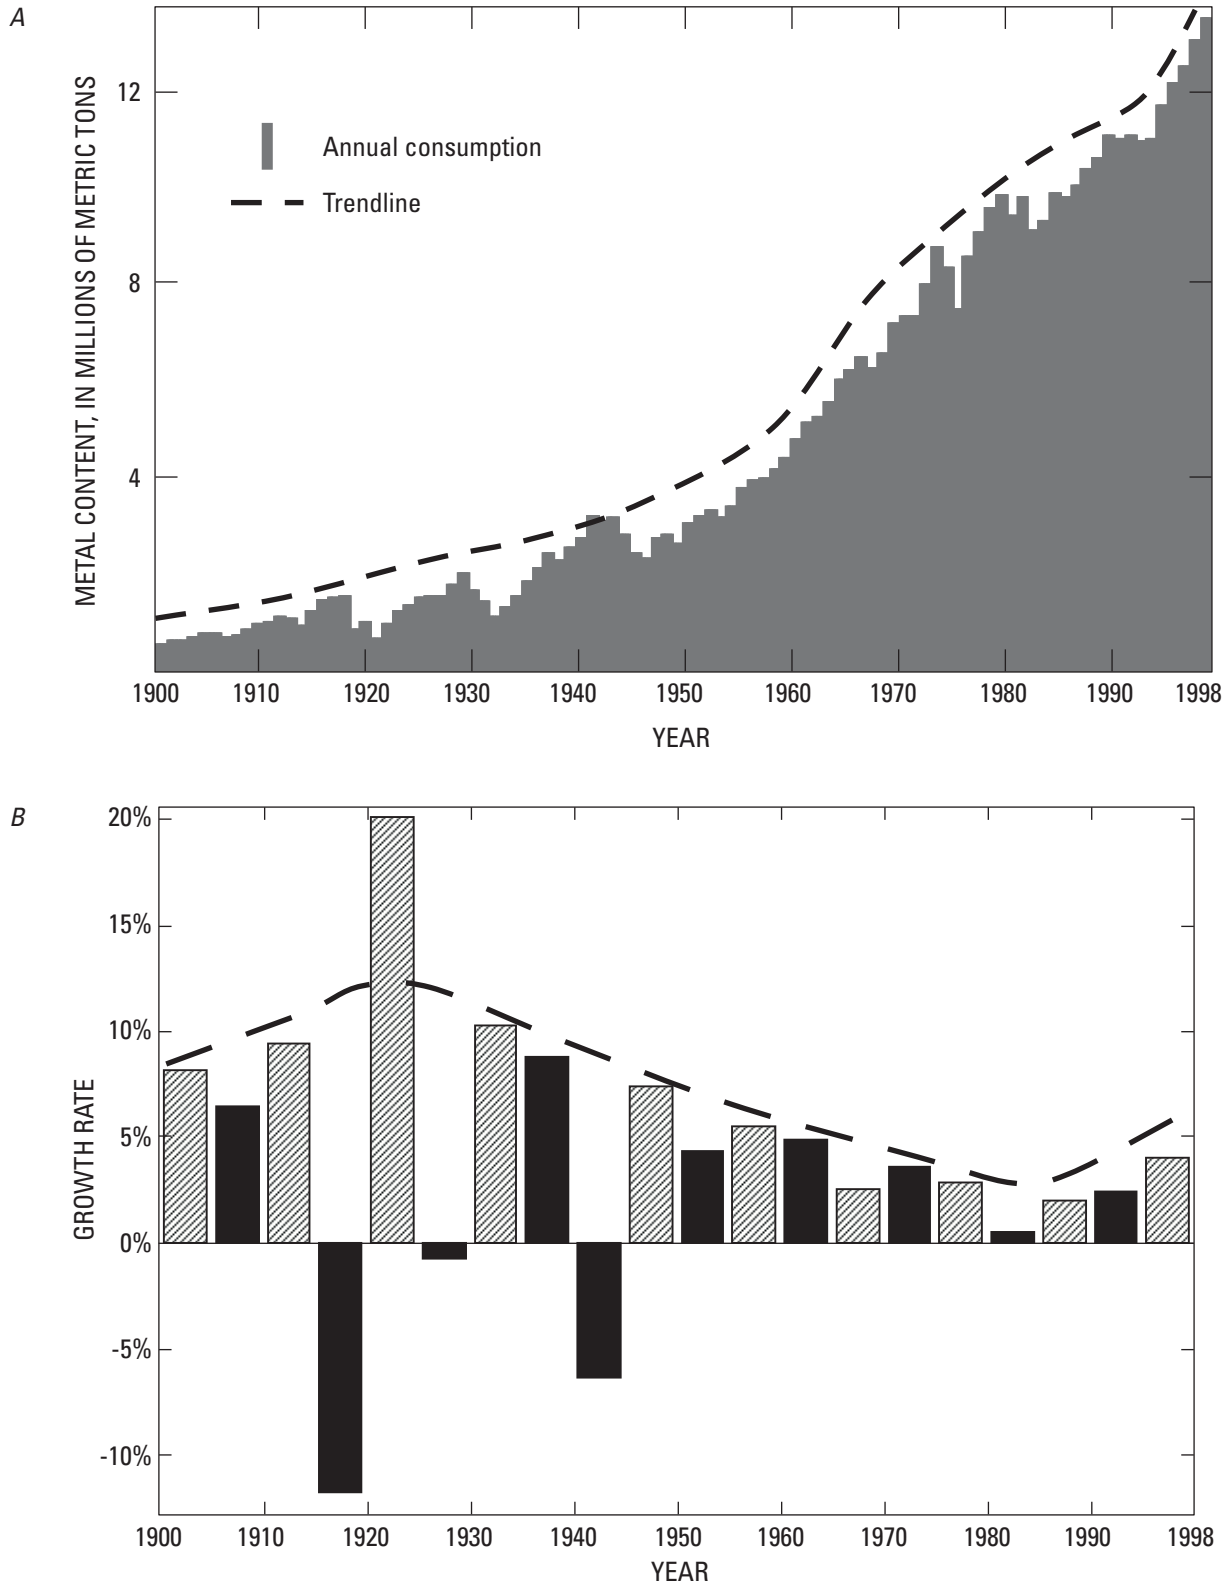 A
METAL CONTENT, IN MILLIONS OF METRIC TONS
12
8
4
Annual consumption
Trendline
1900 1910 1920 1930 1940 1950 1960 1970 1980 1990 1998
YEAR
B
GROWTH RATE
20%
15%
10%
5%
0%
-5%
-10%
1900 1910 1920 1930 1940 1950 1960 1970 1980 1990 1998
YEAR